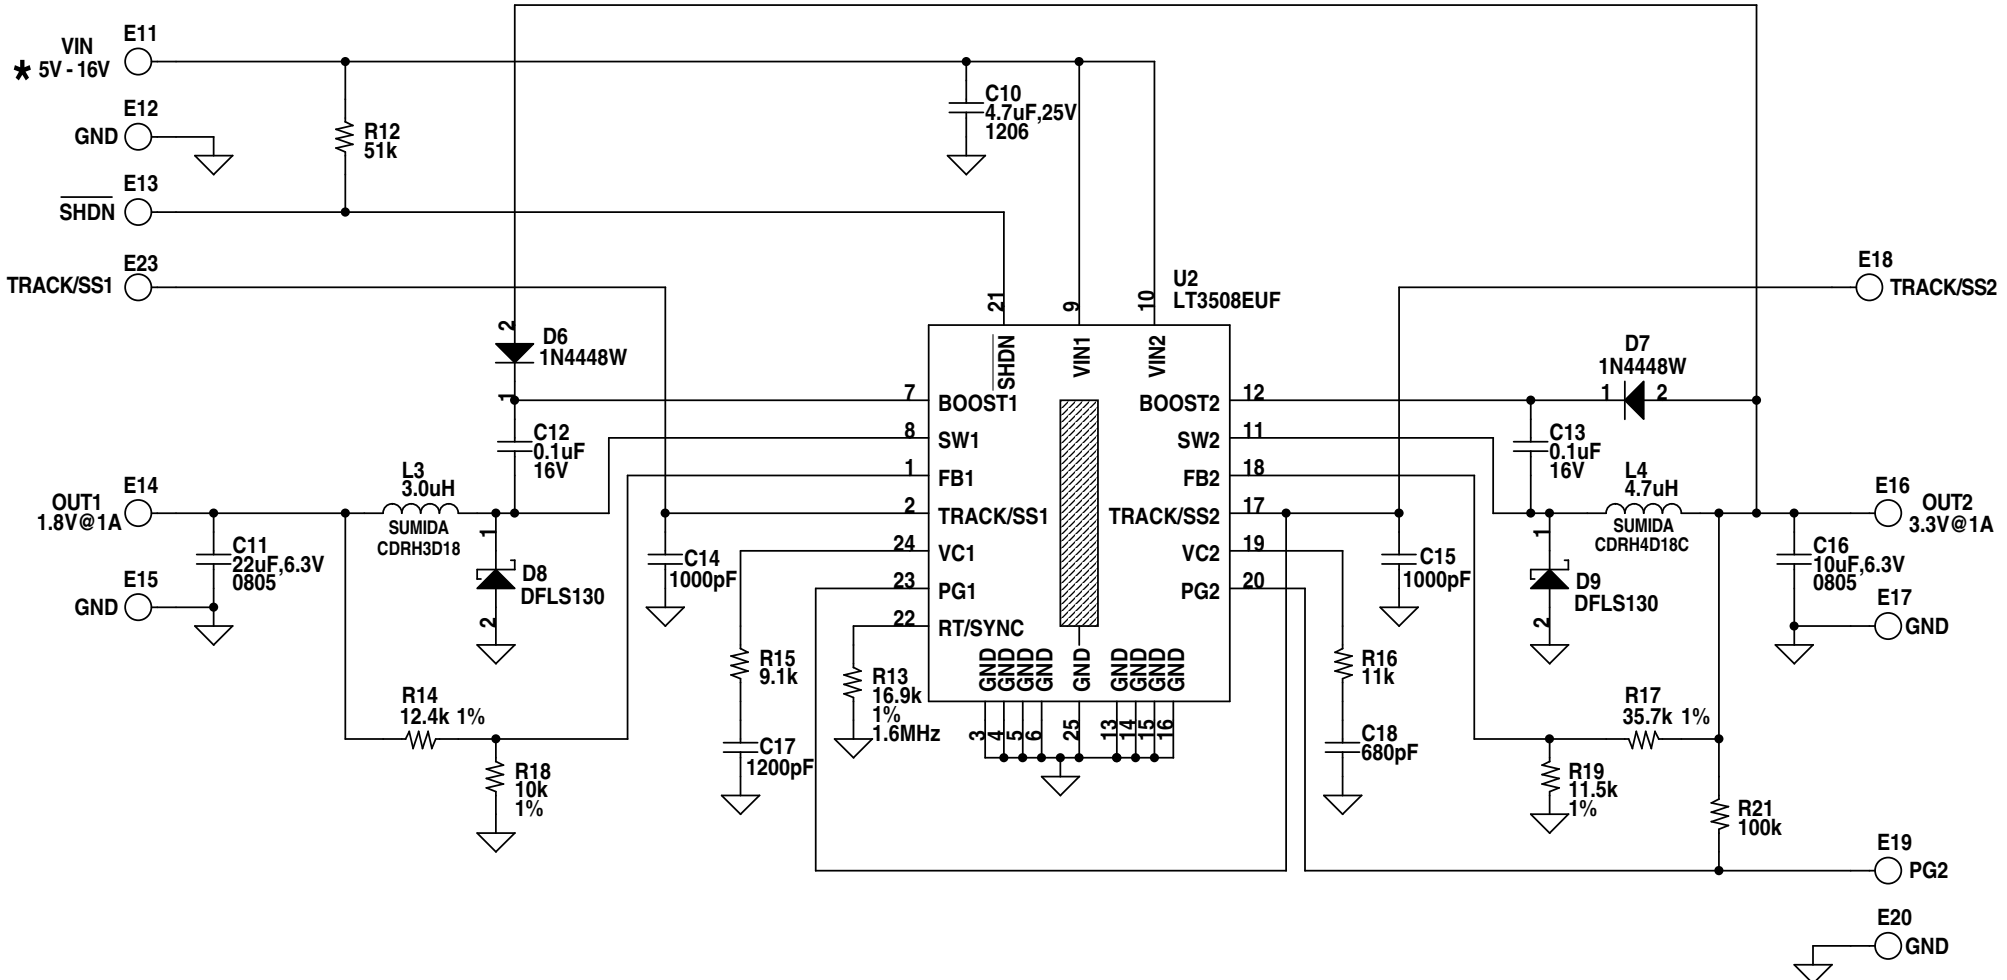 E11
VIN
* 5V - 16V
E12
GND
R12
51k
E13
SHDN
E23
TRACK/SS1
C10
4.7uF,25V
1206
U2
LT3508EUF
E18
TRACK/SS2
21
9
10
SHDN
VIN1
VIN2
2
D6
1N4448W
1
D7
1N4448W
1
2
7
BOOST1
BOOST2
12
8
SW1
SW2
11
1
FB1
FB2
18
2
TRACK/SS1
TRACK/SS2
17
24
VC1
VC2
19
23
PG1
PG2
20
22
RT/SYNC
GND
GND
GND
GND
GND
GND
GND
GND
GND
3
4
5
6
25
13
14
15
16
C12
0.1uF
16V
C13
0.1uF
16V
E14
OUT1
1.8V@1A
L3
3.0uH
SUMIDA
CDRH3D18
L4
4.7uH
SUMIDA
CDRH4D18C
E16
OUT2
3.3V@1A
C11
22uF,6.3V
0805
E15
GND
1
D8
DFLS130
2
C14
1000pF
C15
1000pF
1
D9
DFLS130
2
C16
10uF,6.3V
0805
E17
GND
R15
9.1k
R13
16.9k
1%
1.6MHz
R16
11k
R14
12.4k 1%
R17
35.7k 1%
C17
1200pF
C18
680pF
R18
10k
1%
R19
11.5k
1%
R21
100k
E19
PG2
E20
GND